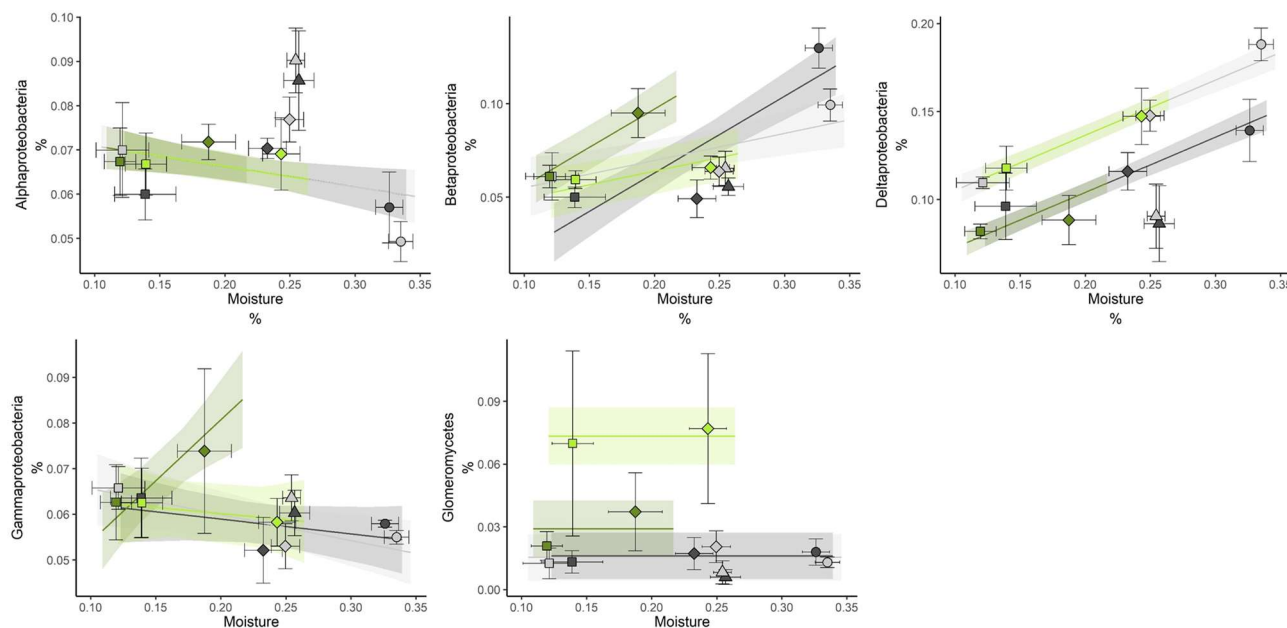 0.10
0.09
0.08
0.07
0.06
0.05
Alphaproteobacteria
%
0.10 0.15 0.20 0.25 0.30 0.35
Moisture
%
0.10
0.05
Betaproteobacteria
%
0.10 0.15 0.20 0.25 0.30 0.35
Moisture
%
0.20
0.15
0.10
Deltaproteobacteria
%
0.10 0.15 0.20 0.25 0.30 0.35
Moisture
%
0.09
0.08
0.07
0.06
0.05
Gammaproteobacteria
%
0.10 0.15 0.20 0.25 0.30 0.35
Moisture
0.09
0.06
0.03
0.00
Glomeromycetes
%
0.10 0.15 0.20 0.25 0.30 0.35
Moisture